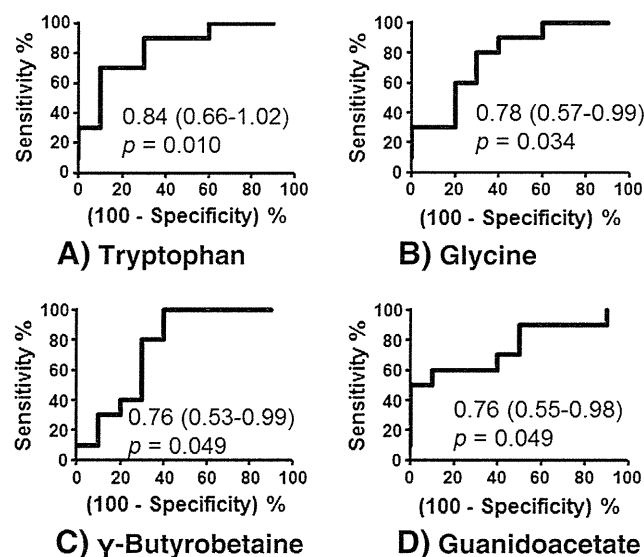 100
80
60
40
20
0
Sensitivity %
0.84 (0.66-1.02)
p = 0.010
20 40 60 80 100
(100 - Specificity) %
A) Tryptophan
100
80
60
40
20
0
Sensitivity %
0.78 (0.57-0.99)
p = 0.034
20 40 60 80 100
(100 - Specificity) %
B) Glycine
100
80
60
40
20
0
Sensitivity %
0.76 (0.53-0.99)
p = 0.049
0 20 40 60 80 100
(100 - Specificity) %
C) γ-Butyrobetaine
100
80
60
40
20
0
Sensitivity %
0.76 (0.55-0.98)
p = 0.049
0 20 40 60 80 100
(100 - Specificity) %
D) Guanidoacetate